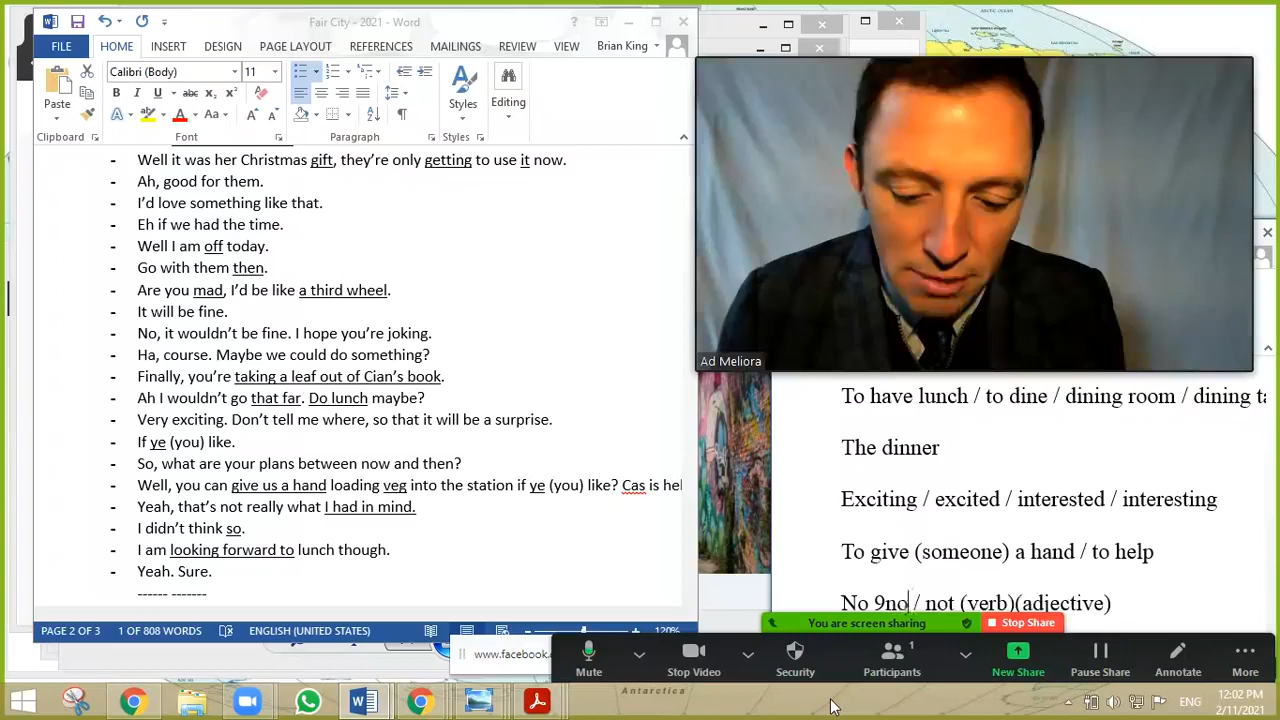 Fair City - 2021 - Word
FILE HOME INSERT DESIGN PAGE LAYOUT REFERENCES MAILINGS REVIEW VIEW Brian King
Calibri (Body) 11
Paste
Styles
Editing
B I U abc x₂ x²
A ab A Aa A A
Clipboard Font Paragraph Styles
- Well it was her Christmas gift, they're only getting to use it now.
- Ah, good for them.
- I'd love something like that.
- Eh if we had the time.
- Well I am off today.
- Go with them then.
- Are you mad, I'd be like a third wheel.
- It will be fine.
- No, it wouldn't be fine. I hope you're joking.
- Ha, course. Maybe we could do something?
- Finally, you're taking a leaf out of Cian's book.
- Ah I wouldn't go that far. Do lunch maybe?
- Very exciting. Don't tell me where, so that it will be a surprise.
- If ye (you) like.
- So, what are your plans between now and then?
- Well, you can give us a hand loading veg into the station if ye (you) like? Cas is hel
- Yeah, that's not really what I had in mind.
- I didn't think so.
- I am looking forward to lunch though.
- Yeah. Sure.
------ -------
PAGE 2 OF 3 1 OF 808 WORDS ENGLISH (UNITED STATES) 120%
Ad Meliora
To have lunch / to dine / dining room / dining ta
The dinner
Exciting / excited / interested / interesting
To give (someone) a hand / to help
No 9no / not (verb)(adjective)
You are screen sharing Stop Share
www.facebook.c
Mute Stop Video Security Participants 1 New Share Pause Share Annotate More
Antarctica
ENG
12:02 PM
2/11/2021